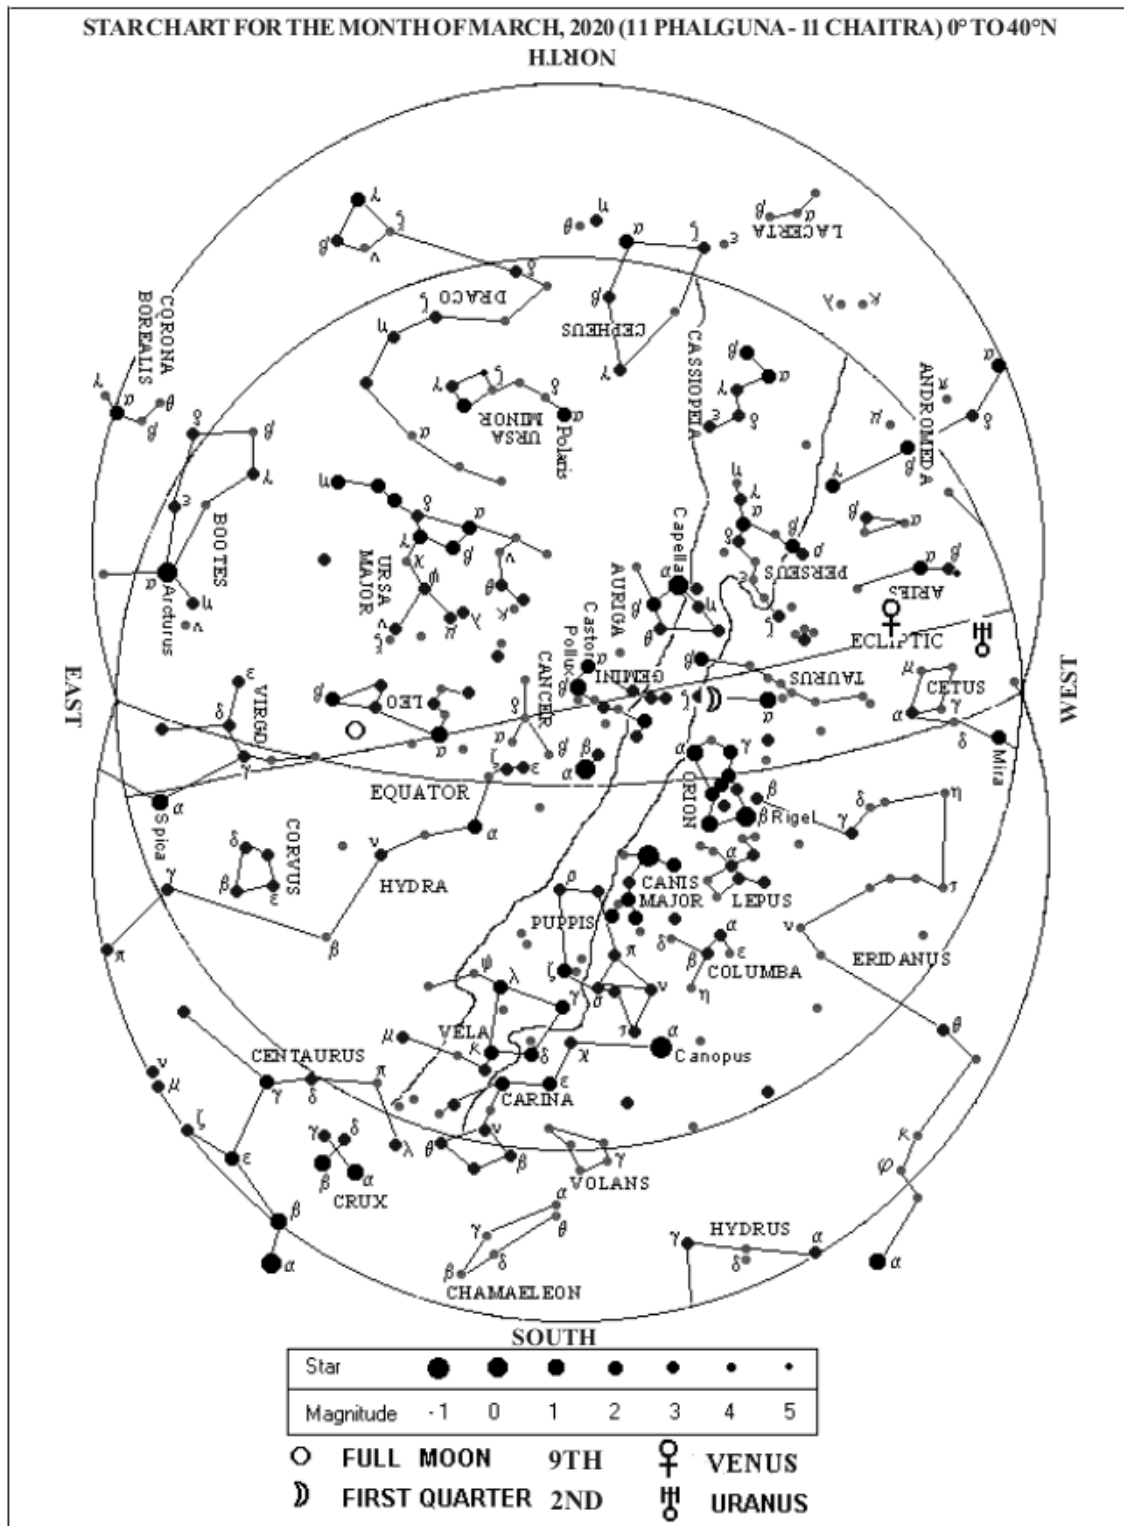 STAR CHART FOR THE MONTH OF MARCH, 2020 (11 PHALGUNA - 11 CHAITRA) 0° TO 40°N
NORTH
LACERTA
DRACO
CEPHEUS
CORONA
BOREALIS
CASSIOPEIA
ANDROMEDA
URSA
MINOR
Polaris
BOOTES
Arcturus
URSA
MAJOR
Capella
PERSEUS
ARIES
AURIGA
Castor
Pollux
ECLIPTIC
EAST
WEST
VIRGO
LEO
CANCER
GEMINI
TAURUS
CETUS
Mira
EQUATOR
ORION
Rigel
Spica
CORVUS
HYDRA
CANIS
MAJOR
LEPUS
PUPPIS
COLUMBA
ERIDANUS
VELA
Canopus
CENTAURUS
CARINA
CRUX
VOLANS
HYDRUS
CHAMAELEON
SOUTH
Star
Magnitude -1 0 1 2 3 4 5
FULL MOON 9TH ♀ VENUS
FIRST QUARTER 2ND ♅ URANUS